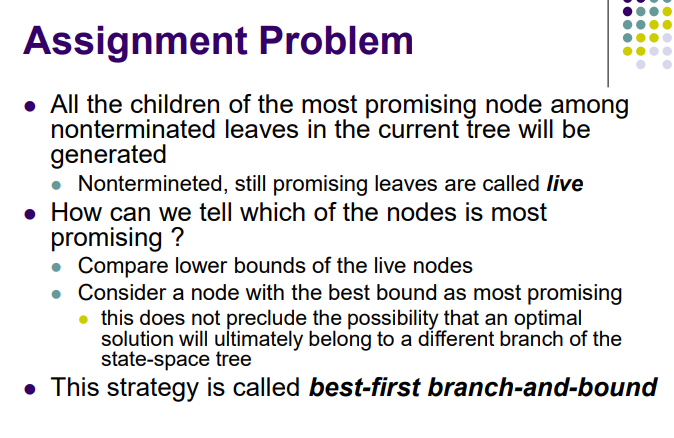 Assignment Problem
All the children of the most promising node among
nonterminated leaves in the current tree will be
generated
Nontermineted, still promising leaves are called live
How can we tell which of the nodes is most
promising ?
Compare lower bounds of the live nodes
Consider a node with the best bound as most promising
this does not preclude the possibility that an optimal
solution will ultimately belong to a different branch of the
state-space tree
This strategy is called best-first branch-and-bound